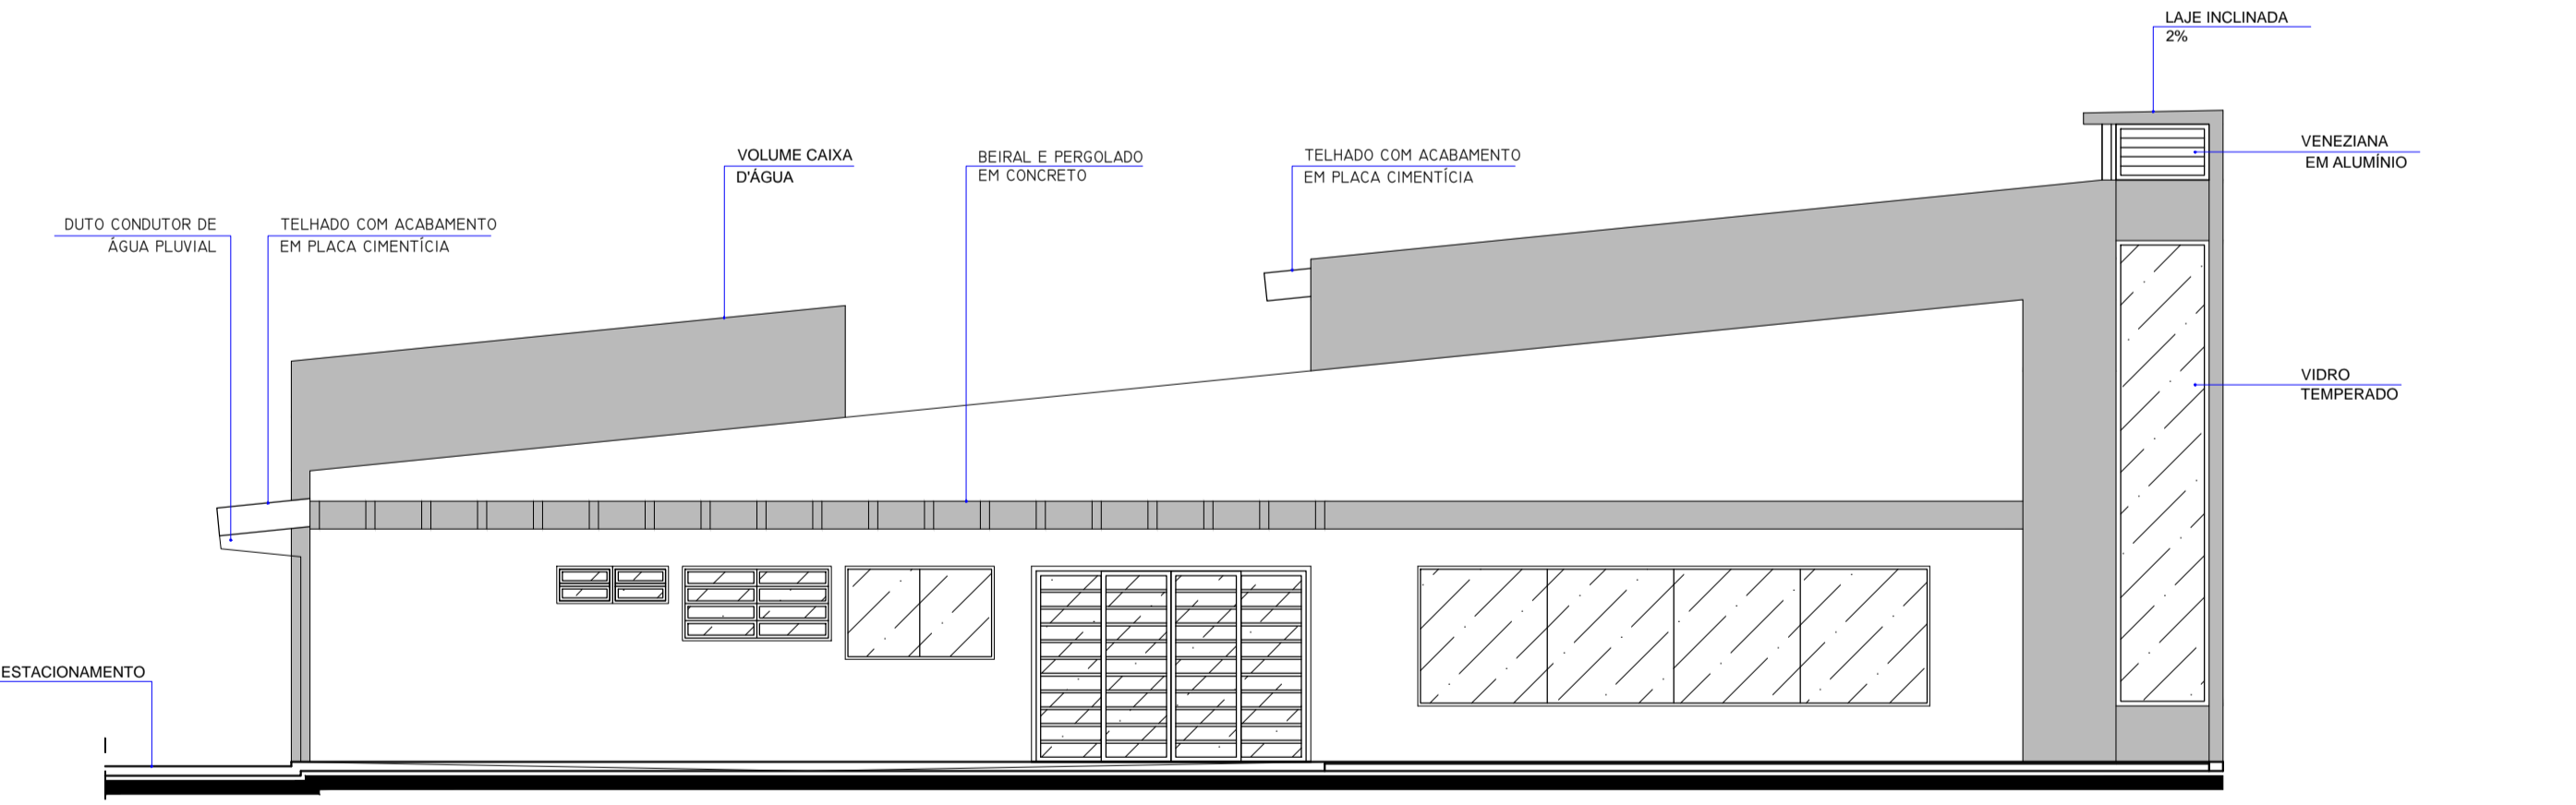 LAJE INCLINADA
2%
VENEZIANA
EM ALUMÍNIO
VOLUME CAIXA
D'ÁGUA
BEIRAL E PERGOLADO
EM CONCRETO
TELHADO COM ACABAMENTO
EM PLACA CIMENTÍCIA
DUTO CONDUTOR DE
ÁGUA PLUVIAL
TELHADO COM ACABAMENTO
EM PLACA CIMENTÍCIA
VIDRO
TEMPERADO
ESTACIONAMENTO